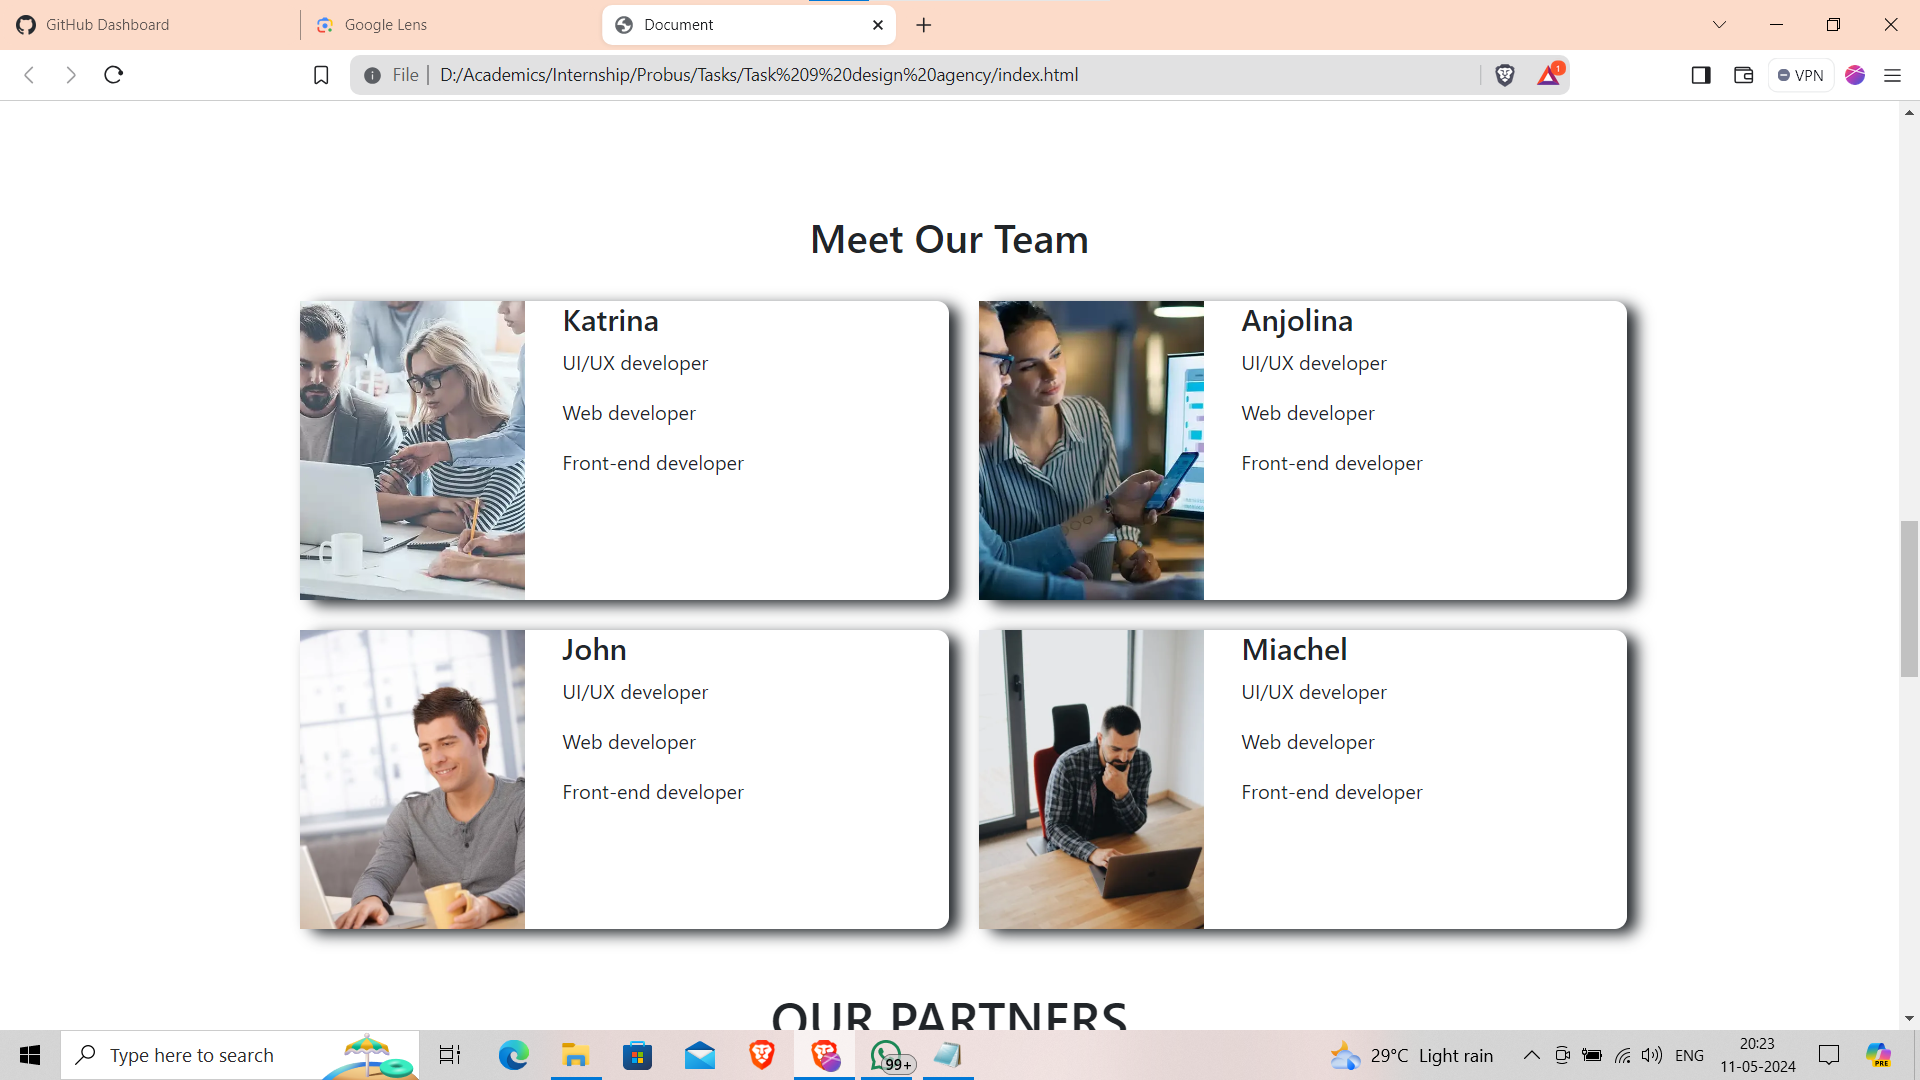 GitHub Dashboard
Google Lens
Document
File
D:/Academics/Internship/Probus/Tasks/Task%209%20design%20agency/index.html
1
VPN
Meet Our Team
Katrina
UI/UX developer
Web developer
Front-end developer
Anjolina
UI/UX developer
Web developer
Front-end developer
John
UI/UX developer
Web developer
Front-end developer
Miachel
UI/UX developer
Web developer
Front-end developer
OUR PARTNERS
Type here to search
99+
29°C Light rain
ENG
20:23
11-05-2024
PRE